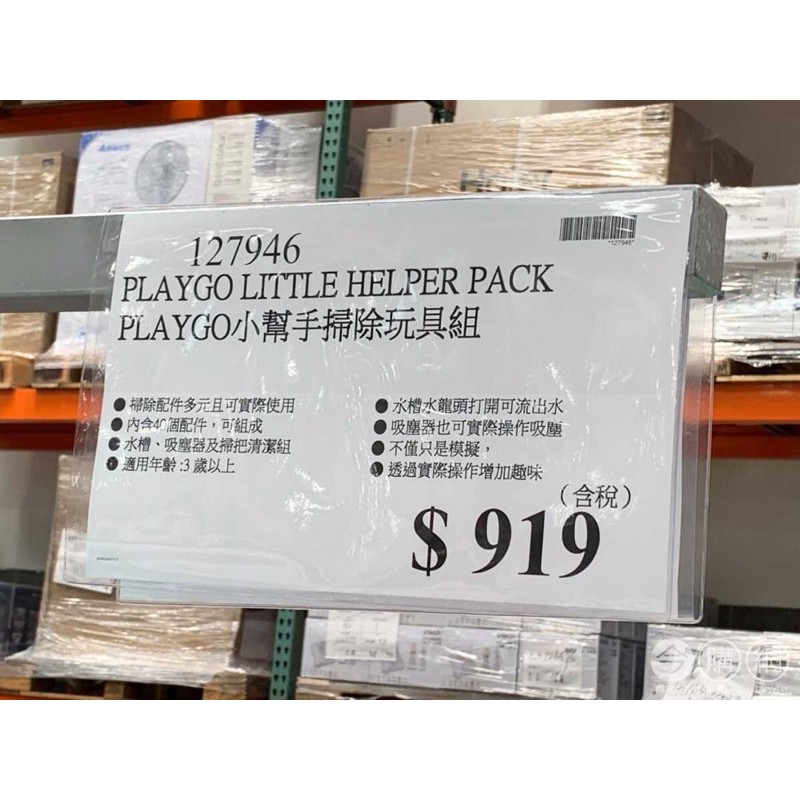 127946
*127946*
PLAYGO LITTLE HELPER PACK
PLAYGO小幫手掃除玩具組
●掃除配件多元且可實際使用
●內含40個配件，可組成
●水槽、吸塵器及掃把清潔組
●適用年齡:3 歲以上
●水槽水龍頭打開可流出水
●吸塵器也可實際操作吸塵
●不僅只是模擬，
●透過實際操作增加趣味
（含稅）
$ 919